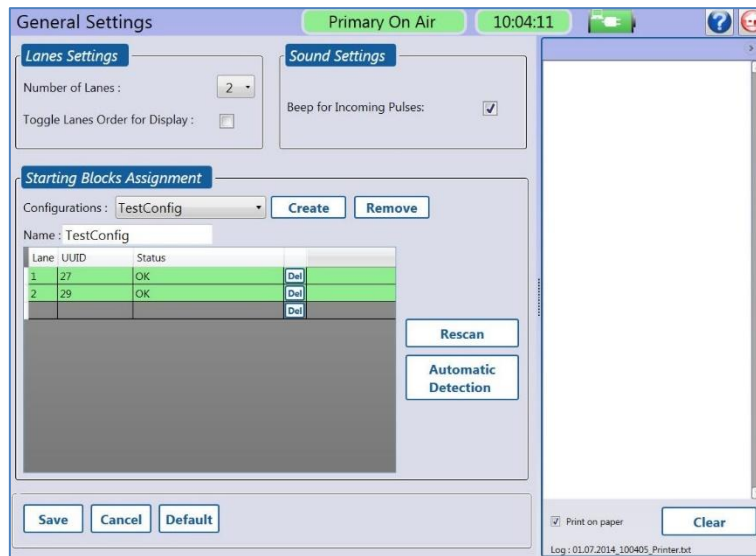 General Settings
Primary On Air
10:04:11
?
Lanes Settings
Number of Lanes :
2
Toggle Lanes Order for Display :
Sound Settings
Beep for Incoming Pulses:
Starting Blocks Assignment
Configurations : TestConfig
Create
Remove
Name : TestConfig
Lane UUID Status
1 27 OK Del
2 29 OK Del
Del
Rescan
Automatic
Detection
Save
Cancel
Default
Print on paper
Clear
Log : 01.07.2014_100405_Printer.txt